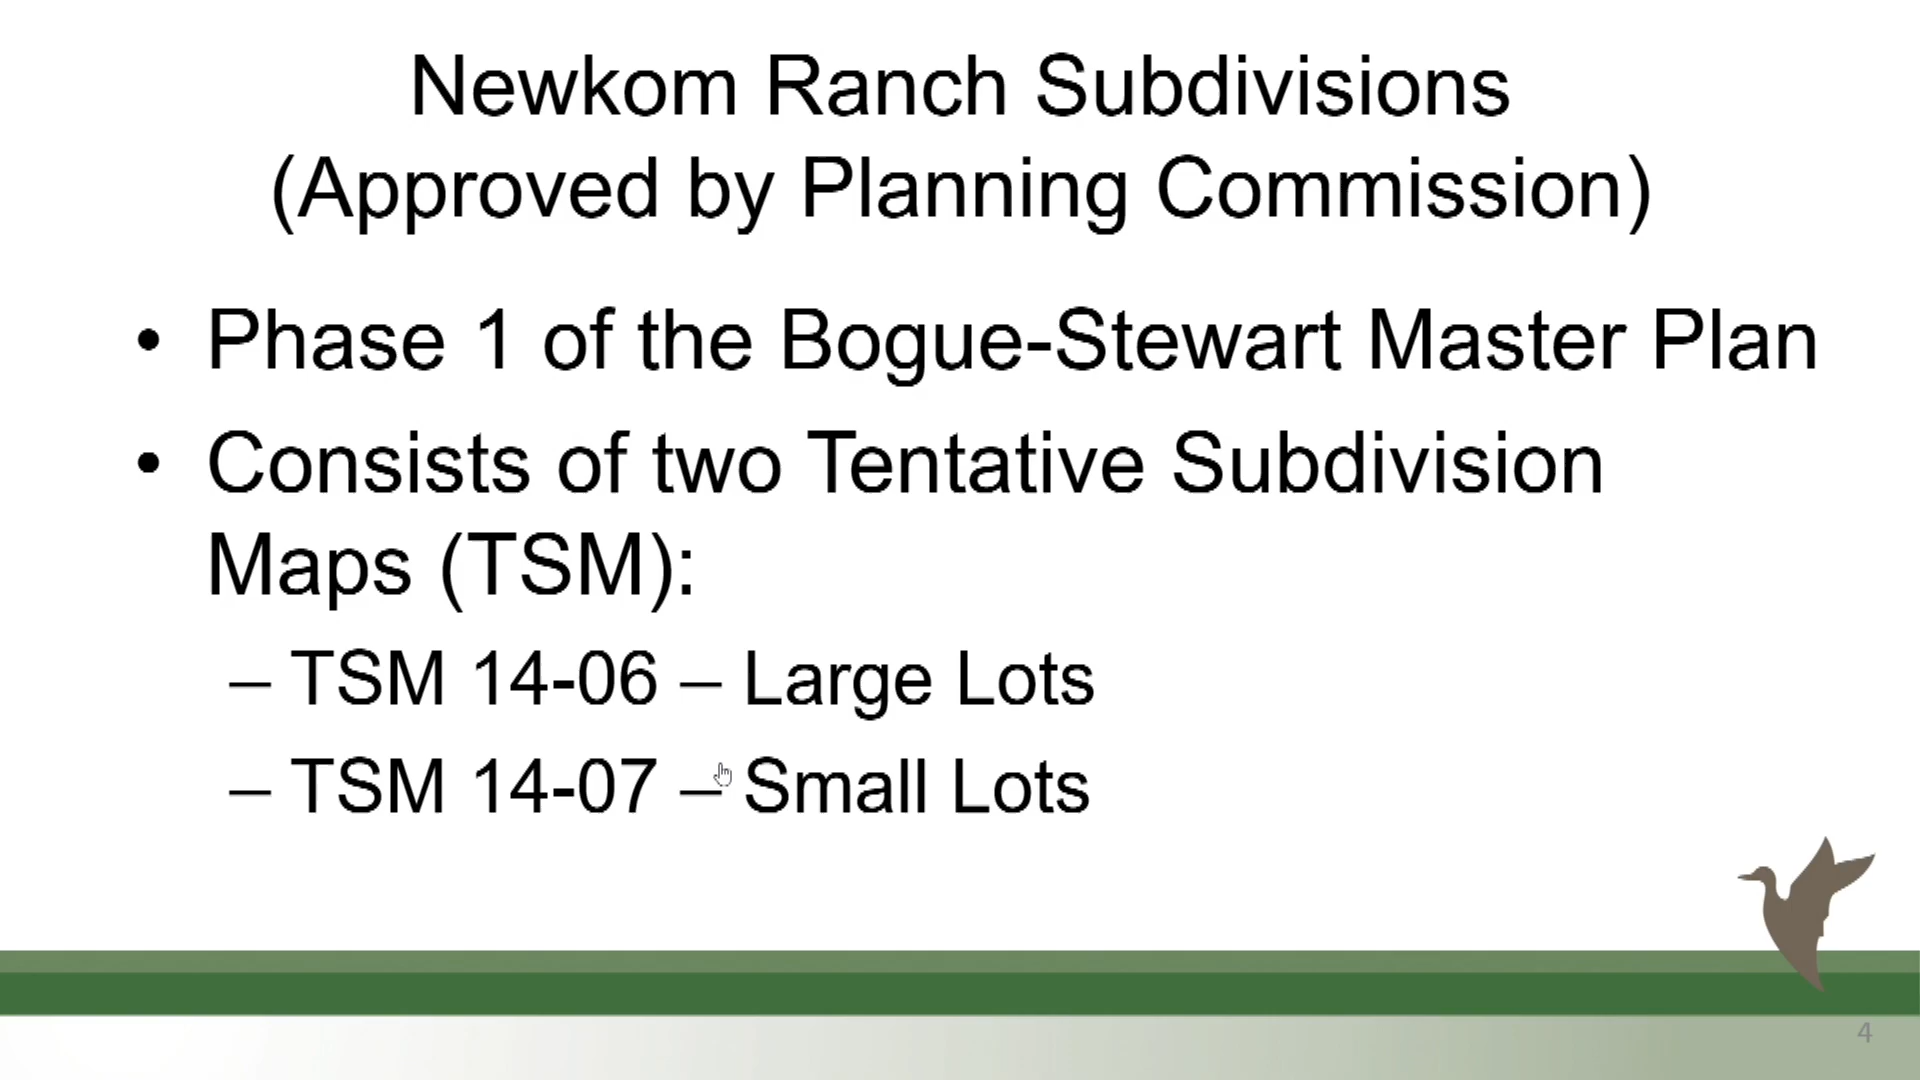 Newkom Ranch Subdivisions
(Approved by Planning Commission)
• Phase 1 of the Bogue-Stewart Master Plan
• Consists of two Tentative Subdivision
Maps (TSM):
– TSM 14-06 – Large Lots
– TSM 14-07 – Small Lots
4